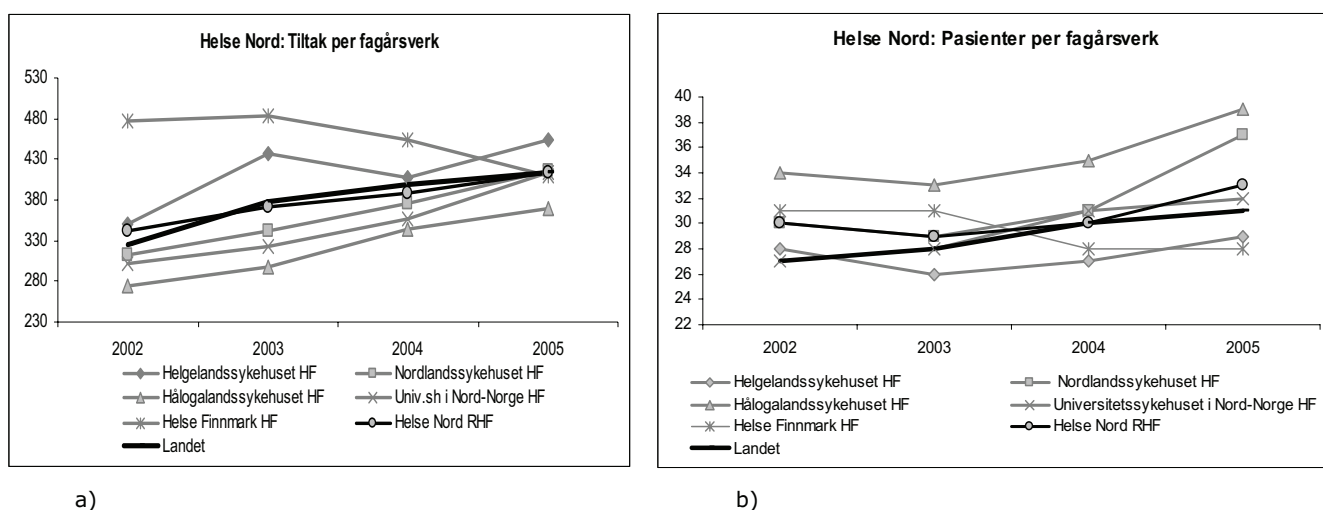 Helse Nord: Tiltak per fagårsverk
530
480
430
380
330
280
230
2002 2003 2004 2005
Helgelandssykehuset HF Nordlandssykehuset HF
Hålogalandssykehuset HF Univ.sh i Nord-Norge HF
Helse Finnmark HF Helse Nord RHF
Landet
a)
Helse Nord: Pasienter per fagårsverk
40
38
36
34
32
30
28
26
24
22
2002 2003 2004 2005
Helgelandssykehuset HF Nordlandssykehuset HF
Hålogalandssykehuset HF Universitetssykehuset i Nord-Norge HF
Helse Finnmark HF Helse Nord RHF
Landet
b)